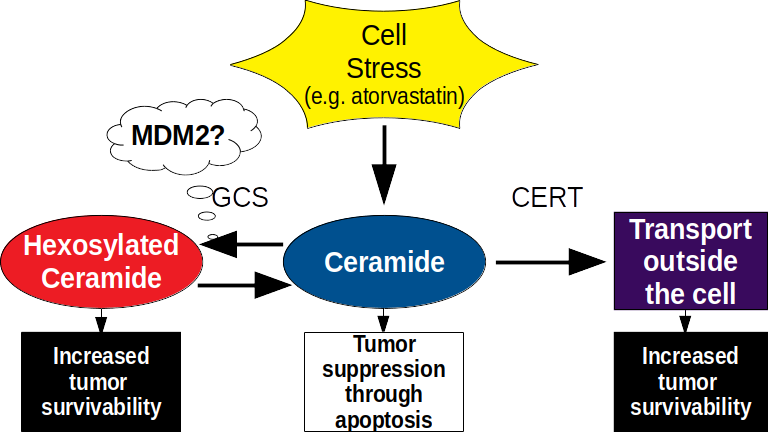 Cell
Stress
(e.g. atorvastatin)
MDM2?
GCS
CERT
Hexosylated
Ceramide
Ceramide
Transport
outside
the cell
Increased
tumor
survivability
Tumor
suppression
through
apoptosis
Increased
tumor
survivability